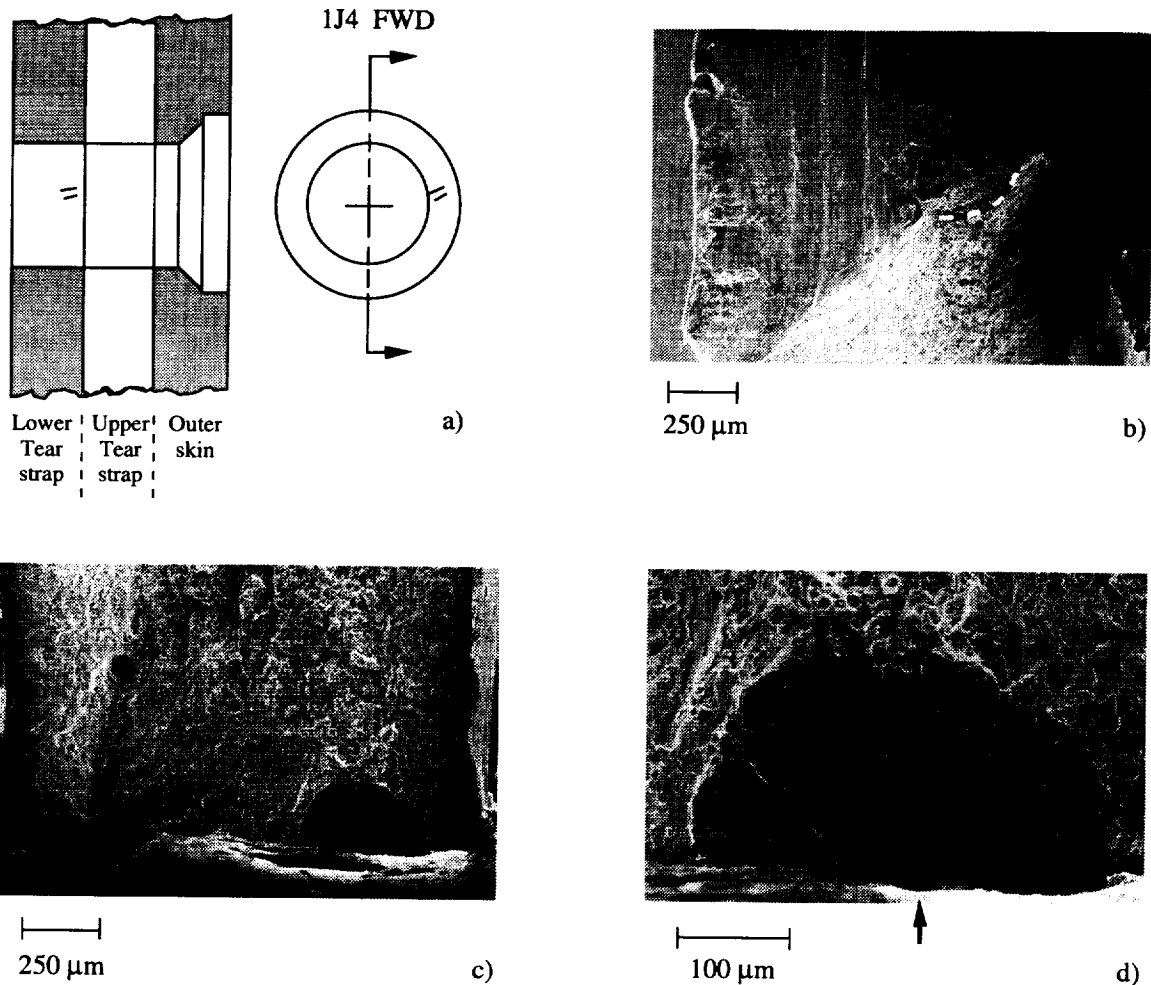 1J4 FWD
a)
Lower Tear strap
Upper Tear strap
Outer skin
250 μm
b)
250 μm
c)
100 μm
d)